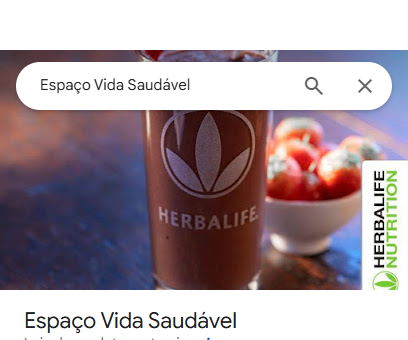 Espaço Vida Saudável
HERBALIFE
HERBALIFE.
NUTRITION
Espaço Vida Saudável